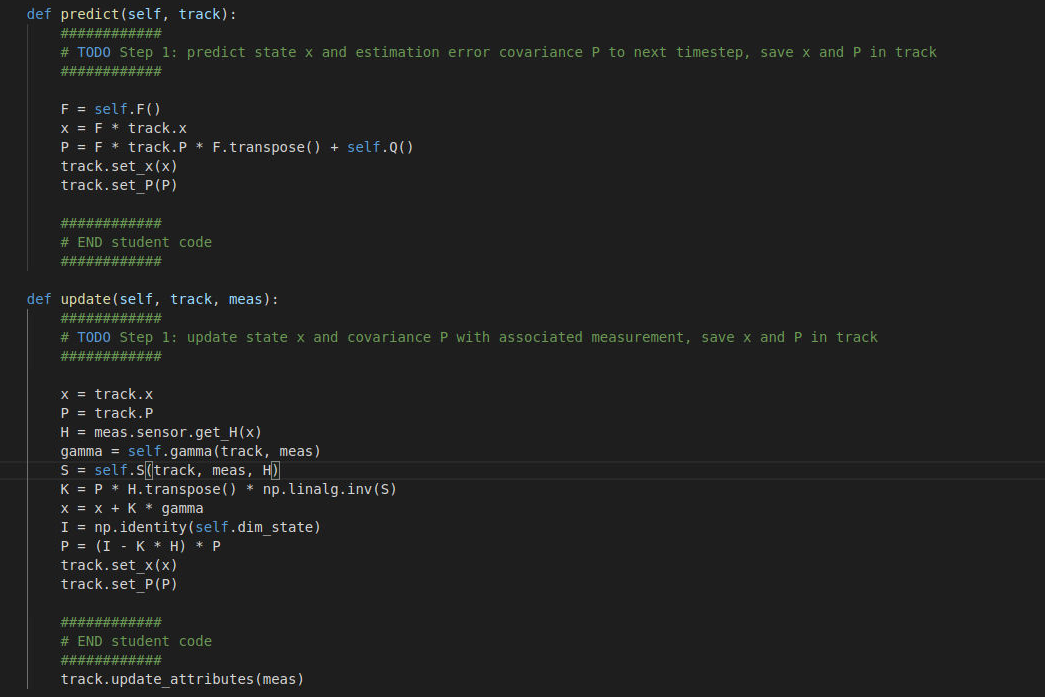 def predict(self, track):
############
# TODO Step 1: predict state x and estimation error covariance P to next timestep, save x and P in track
############
F = self.F()
x = F * track.x
P = F * track.P * F.transpose() + self.Q()
track.set_x(x)
track.set_P(P)
############
# END student code
############
def update(self, track, meas):
############
# TODO Step 1: update state x and covariance P with associated measurement, save x and P in track
############
x = track.x
P = track.P
H = meas.sensor.get_H(x)
gamma = self.gamma(track, meas)
S = self.S(track, meas, H)
K = P * H.transpose() * np.linalg.inv(S)
x = x + K * gamma
I = np.identity(self.dim_state)
P = (I - K * H) * P
track.set_x(x)
track.set_P(P)
############
# END student code
############
track.update_attributes(meas)